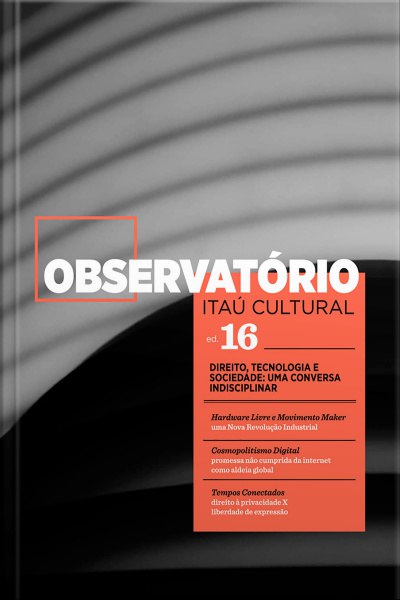 OBSERVATÓRIO
ITAÚ CULTURAL
ed. 16
DIREITO, TECNOLOGIA E
SOCIEDADE: UMA CONVERSA
INDISCIPLINAR
Hardware Livre e Movimento Maker
uma Nova Revolução Industrial
Cosmopolitismo Digital
promessa não cumprida da internet
como aldeia global
Tempos Conectados
direito à privacidade X
liberdade de expressão